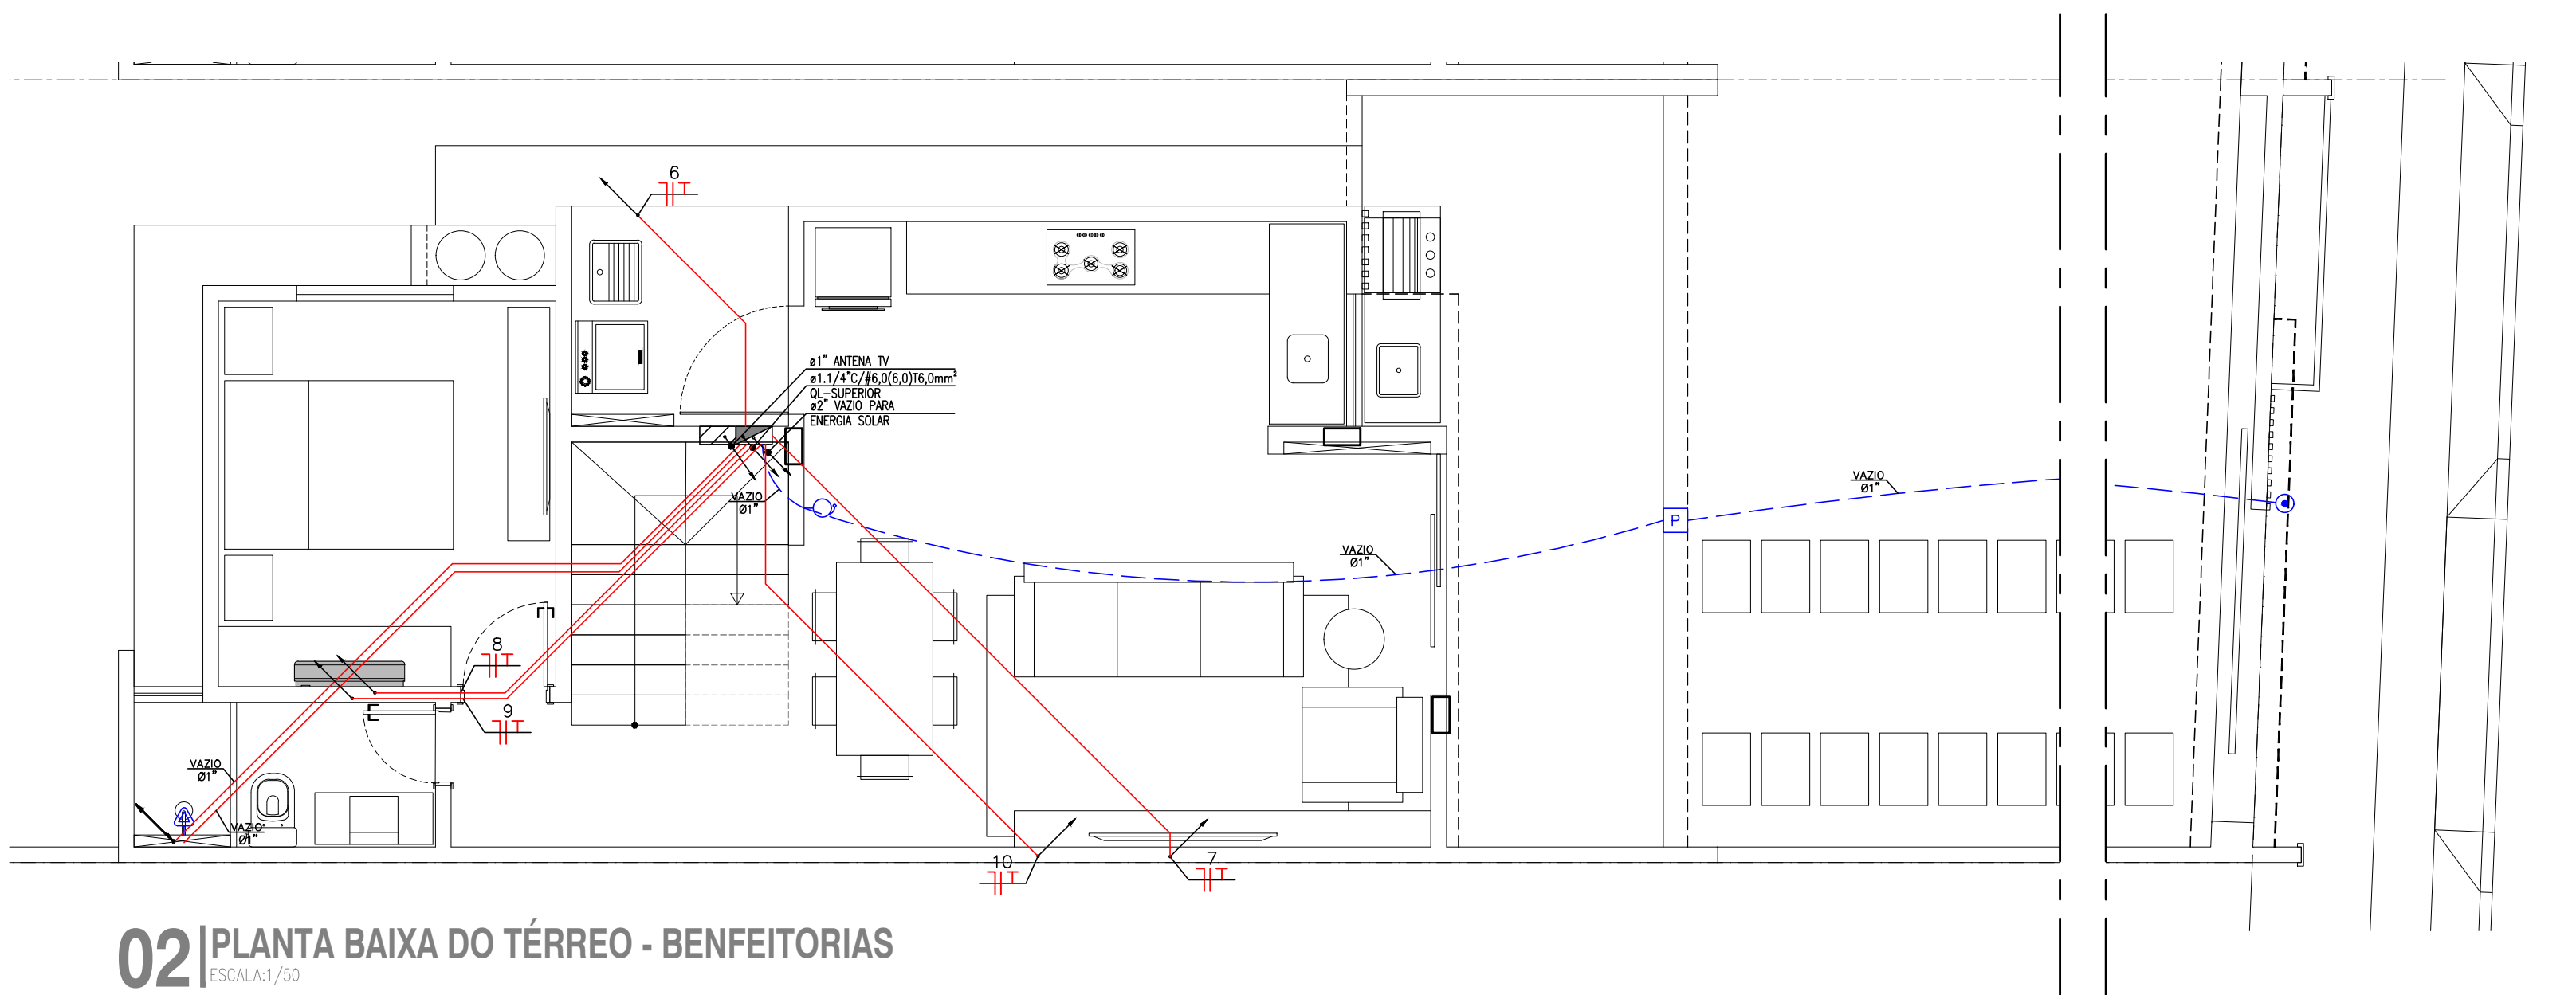 6
ø1" ANTENA TV
ø1.1/4"C/#6,0(6,0)T6,0mm²
QL-SUPERIOR
ø2" VAZIO PARA
ENERGIA SOLAR
VAZIO
Ø1"
VAZIO
Ø1"
P
VAZIO
Ø1"
8
9
VAZIO
Ø1"
VAZIO
Ø1"
10
7
02 PLANTA BAIXA DO TÉRREO - BENFEITORIAS
ESCALA:1/50